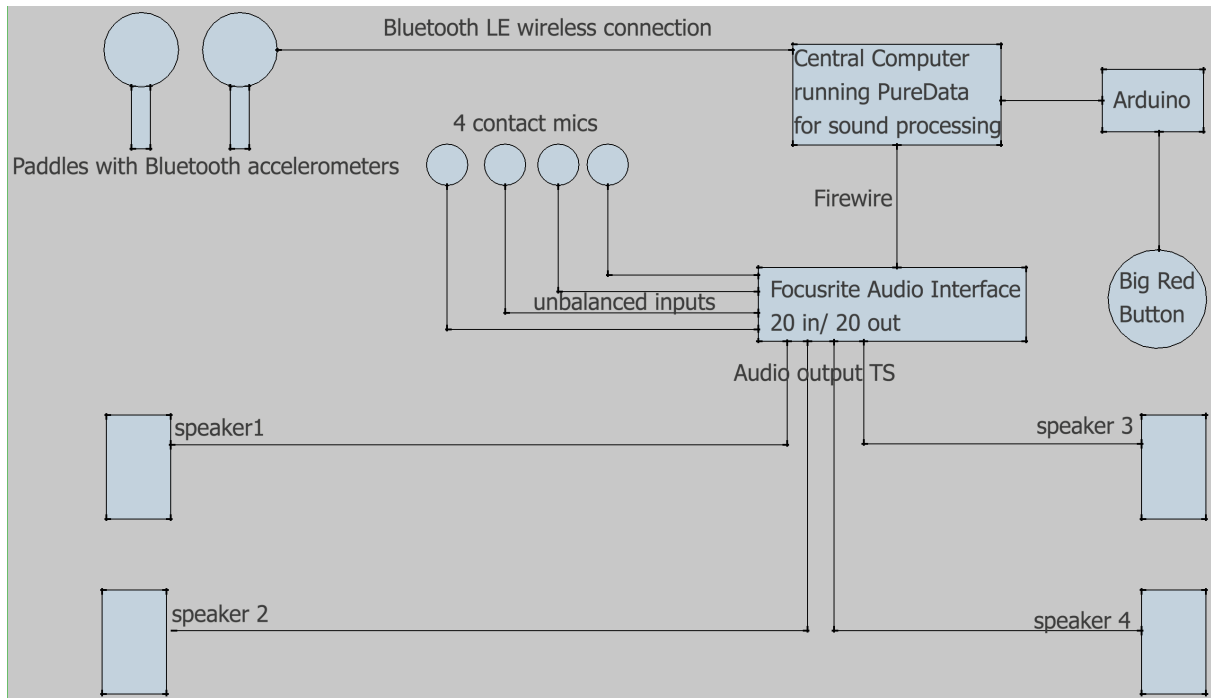 Bluetooth LE wireless connection
Central Computer
running PureData
for sound processing
Arduino
4 contact mics
Paddles with Bluetooth accelerometers
Firewire
Big Red
Button
Focusrite Audio Interface
20 in/ 20 out
unbalanced inputs
Audio output TS
speaker1
speaker 3
speaker 2
speaker 4